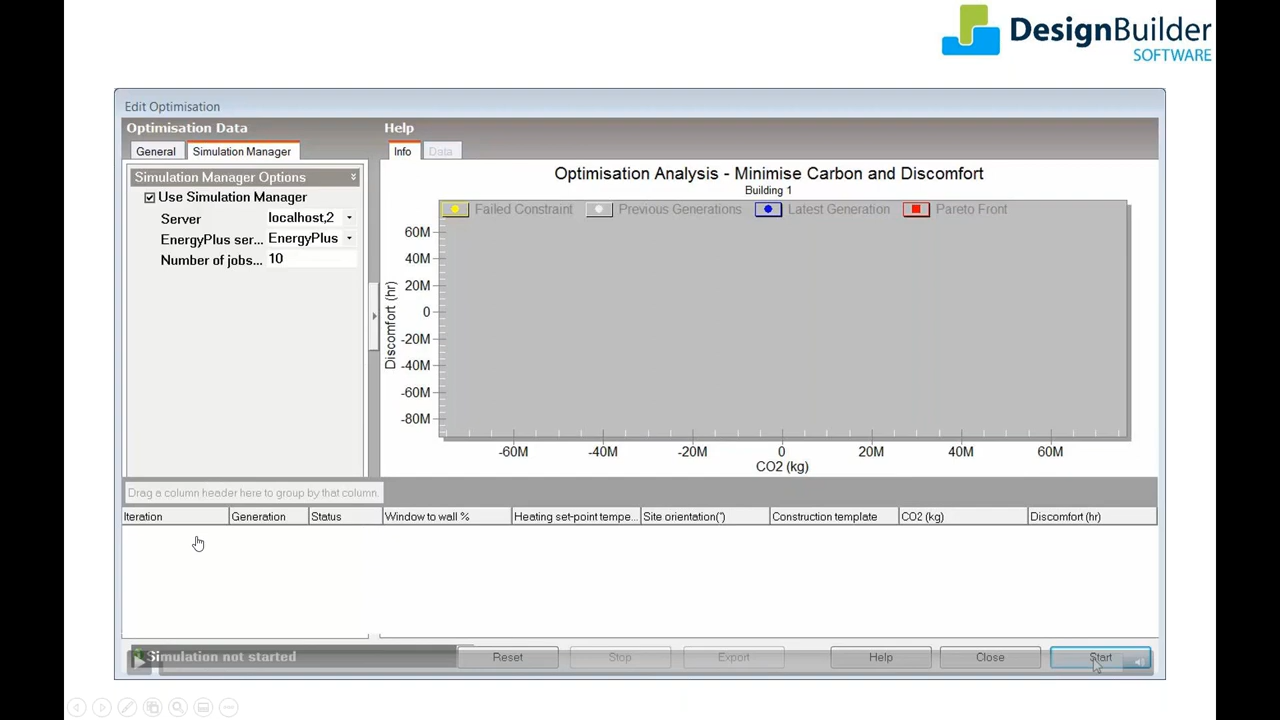 DesignBuilder
SOFTWARE
Edit Optimisation
Optimisation Data
General
Simulation Manager
Simulation Manager Options
Use Simulation Manager
Server localhost,2
EnergyPlus ser... EnergyPlus
Number of jobs... 10
Help
Info
Data
Optimisation Analysis - Minimise Carbon and Discomfort
Building 1
Failed Constraint
Previous Generations
Latest Generation
Pareto Front
Discomfort (hr)
60M
40M
20M
0
-20M
-40M
-60M
-80M
-60M -40M -20M 0 20M 40M 60M
CO2 (kg)
Drag a column header here to group by that column.
Iteration Generation Status Window to wall % Heating set-point tempe... Site orientation(°) Construction template CO2 (kg) Discomfort (hr)
Simulation not started
Reset
Stop
Export
Help
Close
Start